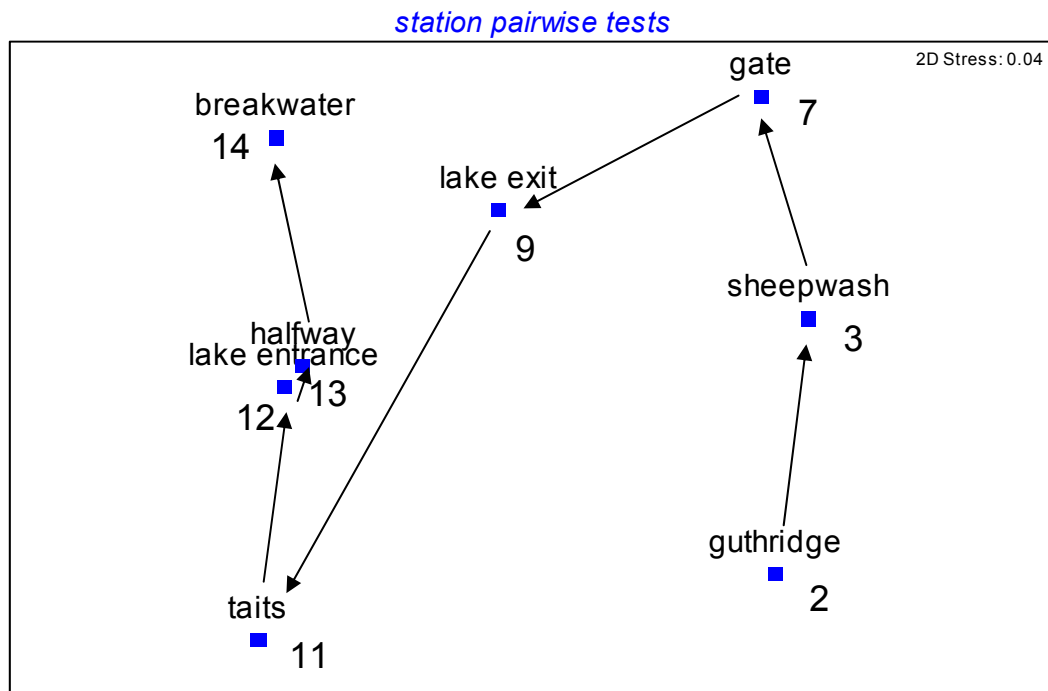 station pairwise tests
2D Stress: 0.04
gate
7
breakwater
14
lake exit
9
sheepwash
3
halfway
lake entrance
13
12
guthridge
2
taits
11